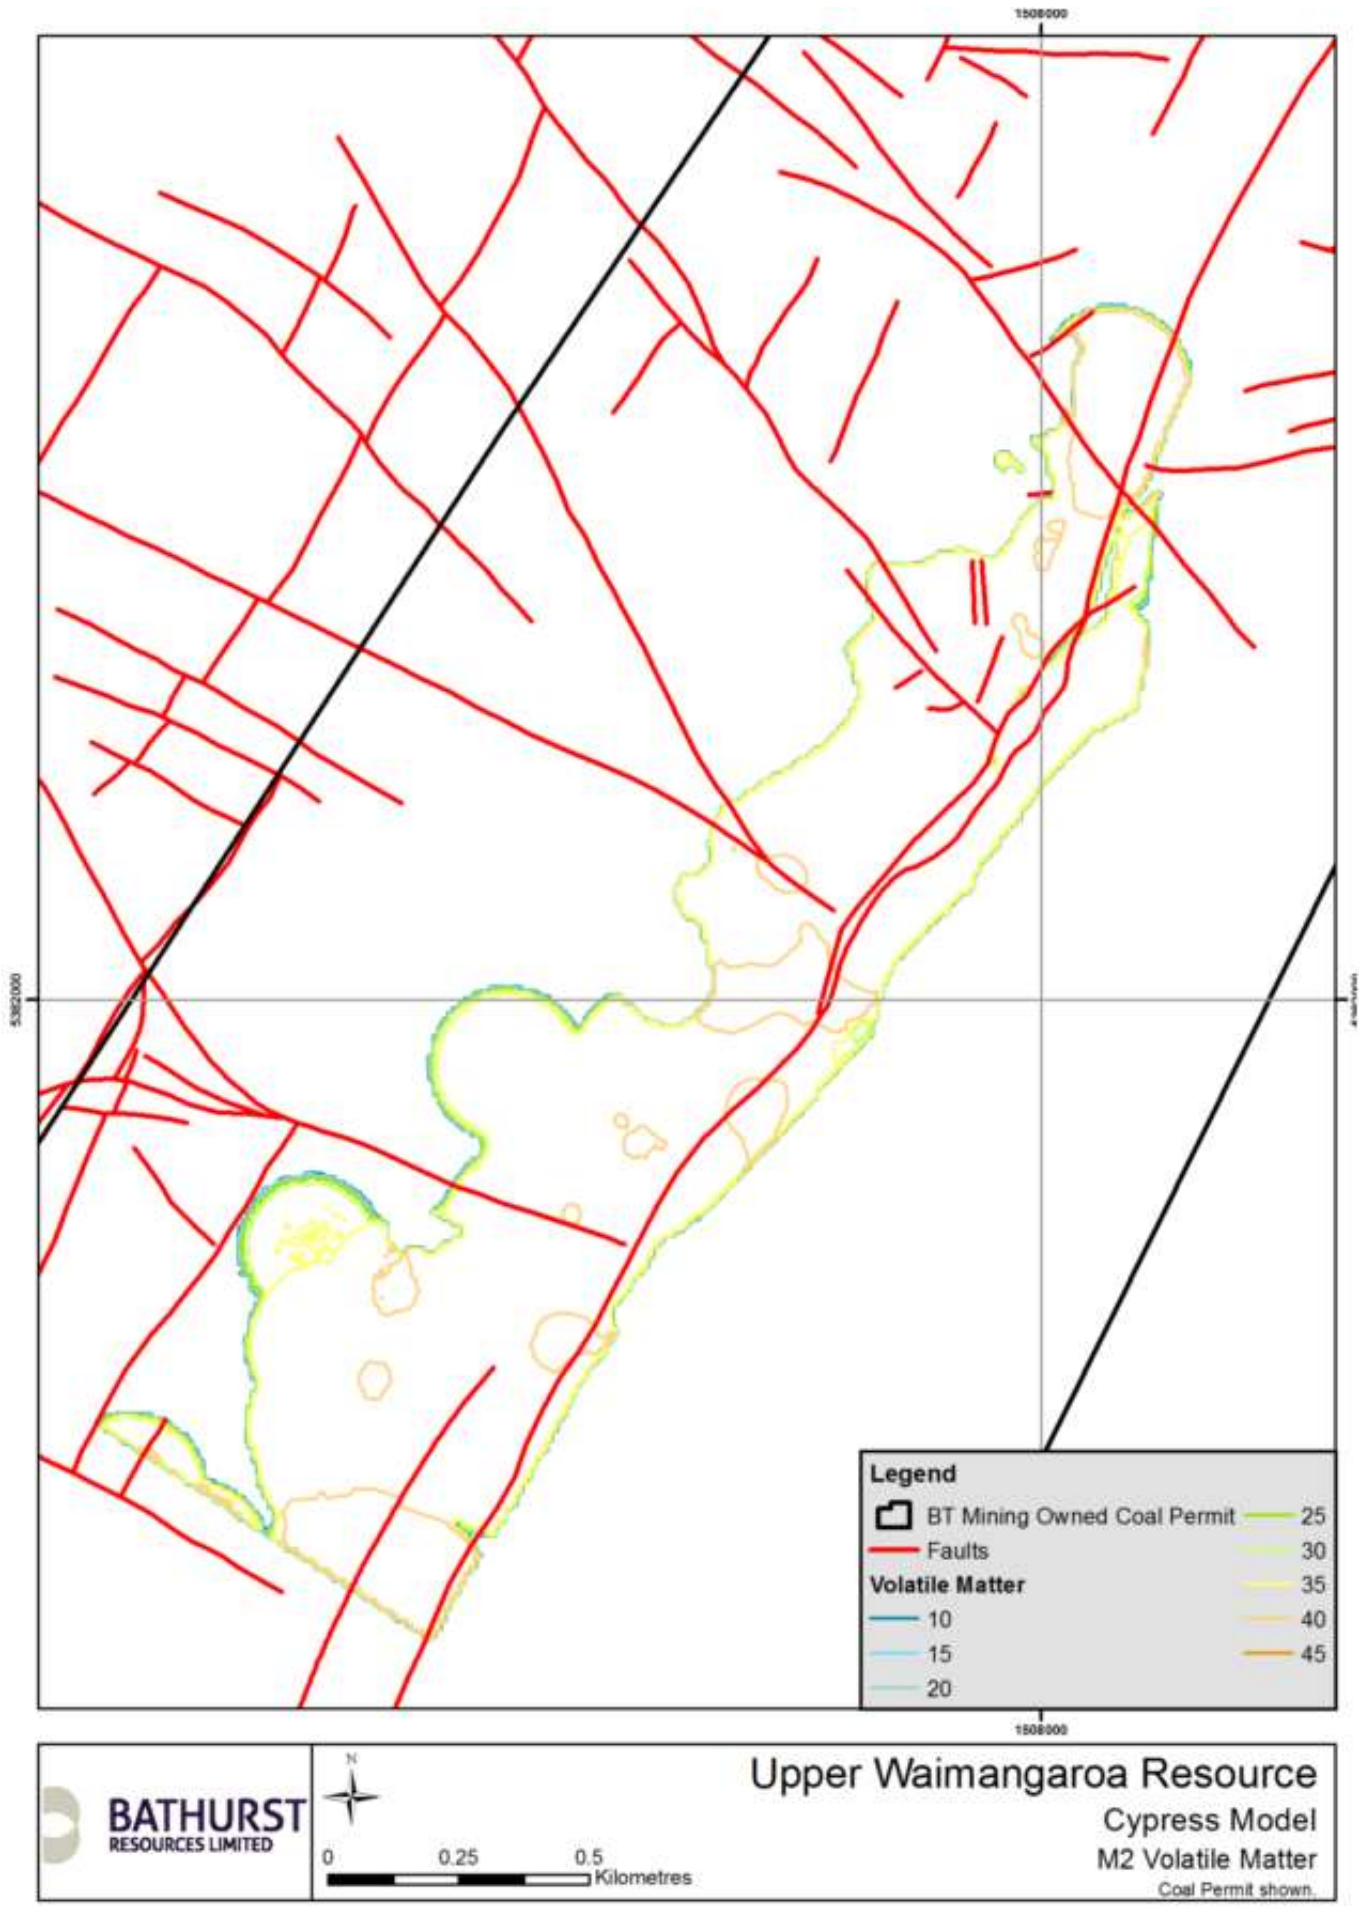 1508000
5382000
Legend
BT Mining Owned Coal Permit
Faults
Volatile Matter
10
15
20
25
30
35
40
45
1508000
BATHURST
RESOURCES LIMITED
N
0 0.25 0.5
Kilometres
Upper Waimangaroa Resource
Cypress Model
M2 Volatile Matter
Coal Permit shown.